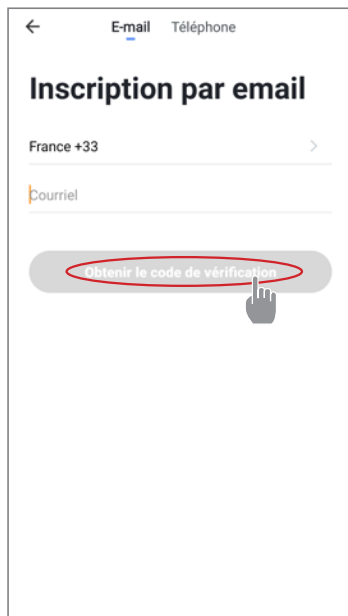 E-mail Téléphone
Inscription par email
France +33
Courriel
Obtenir le code de vérification